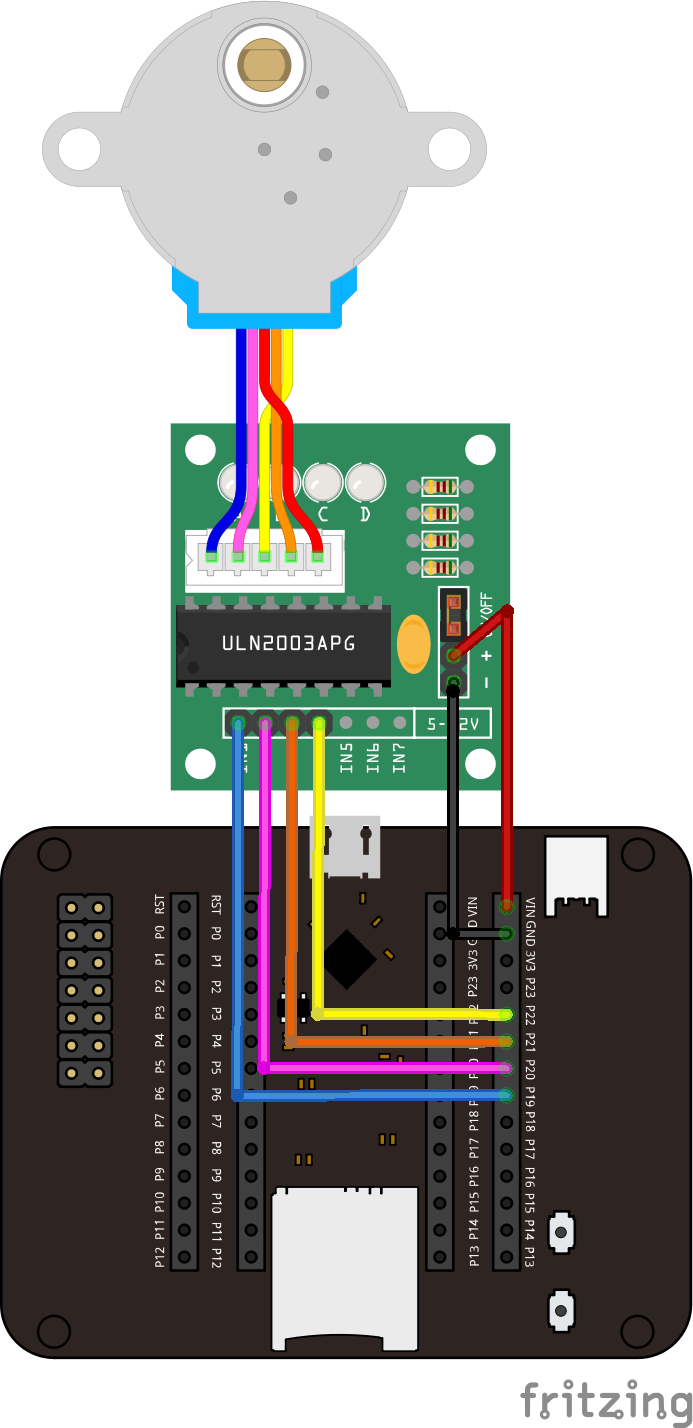 C D
ON/OFF
ULN2003APG
+
-
5-12V
IN5 IN6 IN7
RST P0 P1 P2 P3 P4 P5 P6 P7 P8 P9 P10 P11 P12
RST P0 P1 P2 P3 P4 P5 P6 P7 P8 P9 P10 P11 P12
VIN GND 3V3 P23 P22 P21 P20 P19 P18 P17 P16 P15 P14 P13
VIN GND 3V3 P23 P22 P21 P20 P19 P18 P17 P16 P15 P14 P13
fritzing